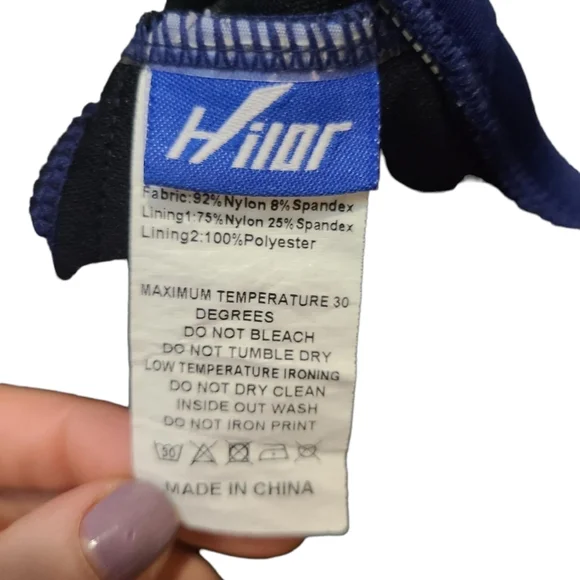 Hilor
Fabric:92%Nylon 8% Spandex
Lining1:75%Nylon 25% Spandex
Lining2:100%Polyester
MAXIMUM TEMPERATURE 30
DEGREES
DO NOT BLEACH
DO NOT TUMBLE DRY
LOW TEMPERATURE IRONING
DO NOT DRY CLEAN
INSIDE OUT WASH
DO NOT IRON PRINT
50
MADE IN CHINA